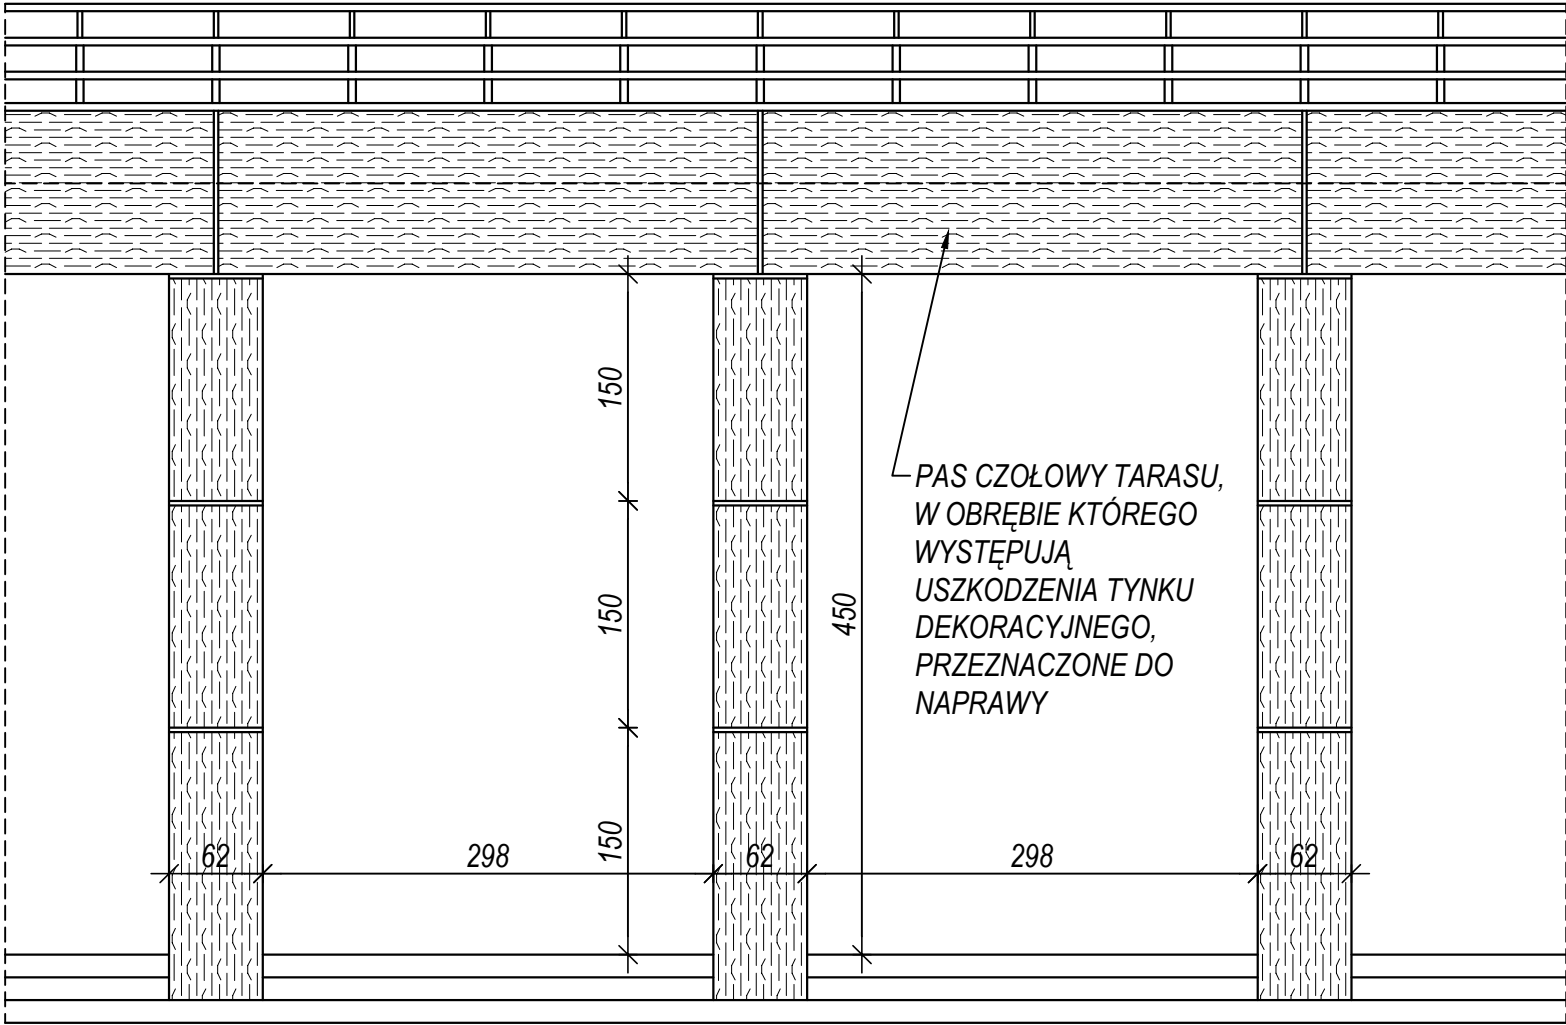 150
PAS CZOŁOWY TARASU,
W OBRĘBIE KTÓREGO
WYSTĘPUJĄ
USZKODZENIA TYNKU
DEKORACYJNEGO,
PRZEZNACZONE DO
NAPRAWY
150
450
150
62
298
62
298
62